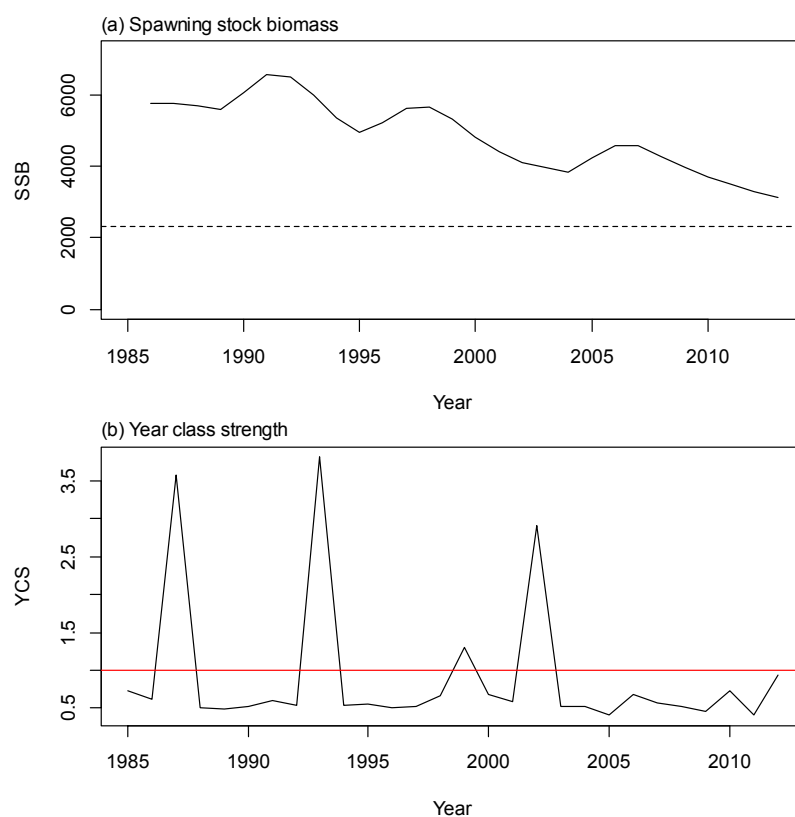 (a) Spawning stock biomass
SSB
6000
4000
2000
0
1985 1990 1995 2000 2005 2010
Year
(b) Year class strength
YCS
3.5
2.5
1.5
0.5
1985 1990 1995 2000 2005 2010
Year